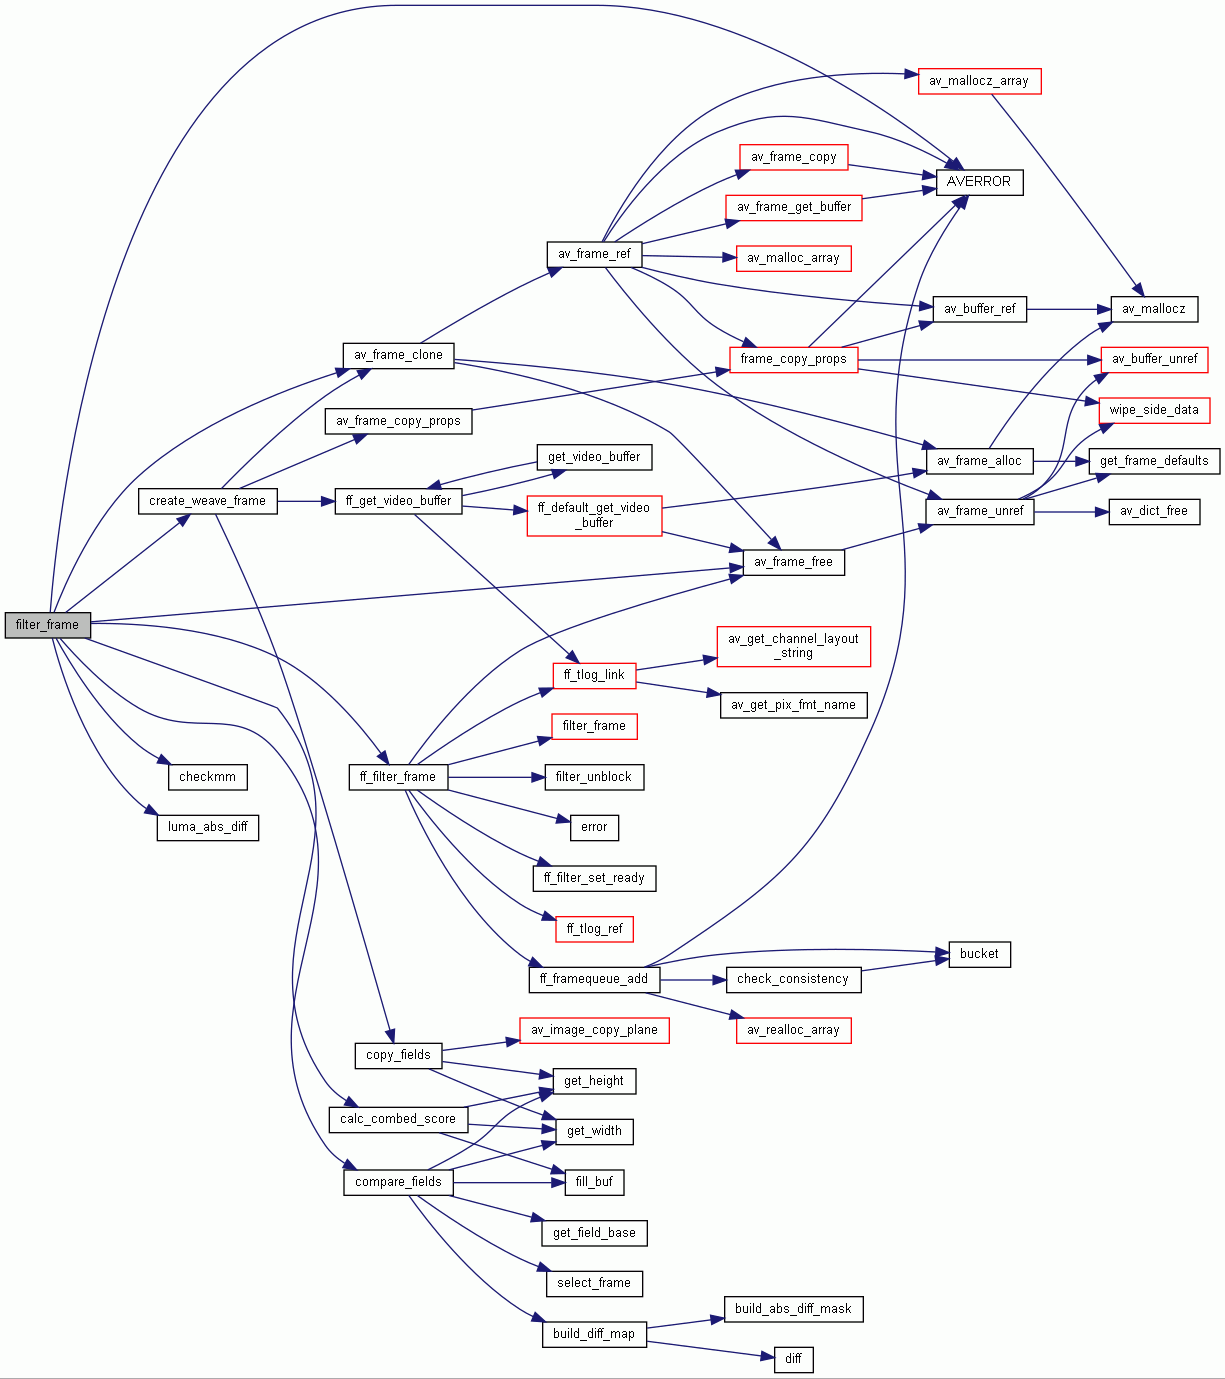 av_mallocz_array
av_frame_copy
AVERROR
av_frame_get_buffer
av_frame_ref
av_malloc_array
av_buffer_ref
av_mallocz
av_frame_clone
frame_copy_props
av_buffer_unref
wipe_side_data
av_frame_copy_props
get_video_buffer
av_frame_alloc
get_frame_defaults
create_weave_frame
ff_get_video_buffer
ff_default_get_video
_buffer
av_frame_unref
av_dict_free
av_frame_free
filter_frame
av_get_channel_layout
_string
ff_tlog_link
av_get_pix_fmt_name
filter_frame
checkmm
ff_filter_frame
filter_unblock
luma_abs_diff
error
ff_filter_set_ready
ff_tlog_ref
bucket
ff_framequeue_add
check_consistency
av_image_copy_plane
av_realloc_array
copy_fields
get_height
calc_combed_score
get_width
compare_fields
fill_buf
get_field_base
select_frame
build_abs_diff_mask
build_diff_map
diff